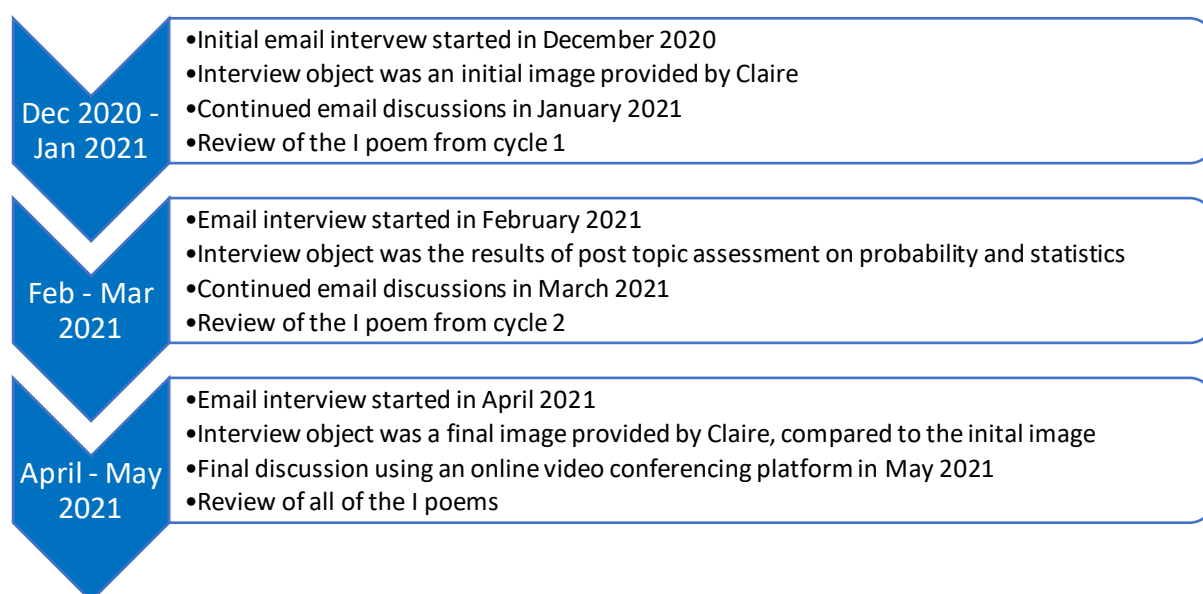 Dec 2020 -
Jan 2021
•Initial email intervew started in December 2020
•Interview object was an initial image provided by Claire
•Continued email discussions in January 2021
•Review of the I poem from cycle 1
Feb - Mar
2021
•Email interview started in February 2021
•Interview object was the results of post topic assessment on probability and statistics
•Continued email discussions in March 2021
•Review of the I poem from cycle 2
April - May
2021
•Email interview started in April 2021
•Interview object was a final image provided by Claire, compared to the inital image
•Final discussion using an online video conferencing platform in May 2021
•Review of all of the I poems